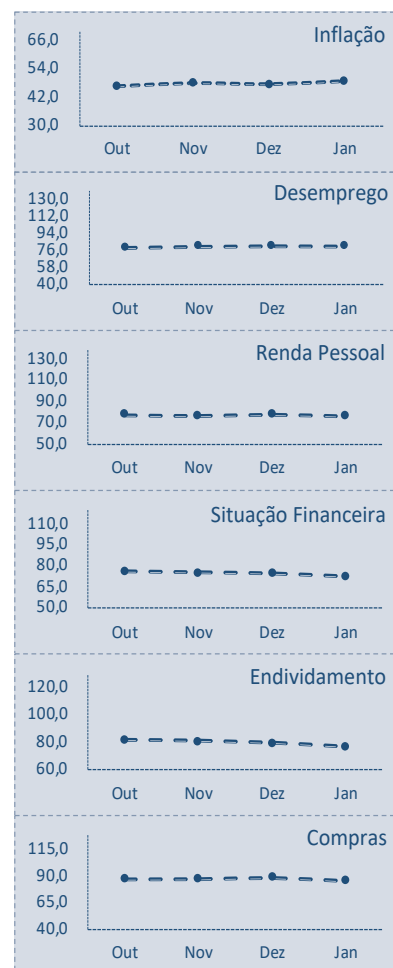 Inflação
66,0
54,0
42,0
30,0
Out Nov Dez Jan
Desemprego
130,0
112,0
94,0
76,0
58,0
40,0
Out Nov Dez Jan
Renda Pessoal
130,0
110,0
90,0
70,0
50,0
Out Nov Dez Jan
Situação Financeira
110,0
95,0
80,0
65,0
50,0
Out Nov Dez Jan
Endividamento
120,0
100,0
80,0
60,0
Out Nov Dez Jan
Compras
115,0
90,0
65,0
40,0
Out Nov Dez Jan